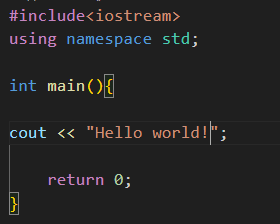 #include<iostream>
using namespace std;
int main(){
cout << "Hello world!";
return 0;
}